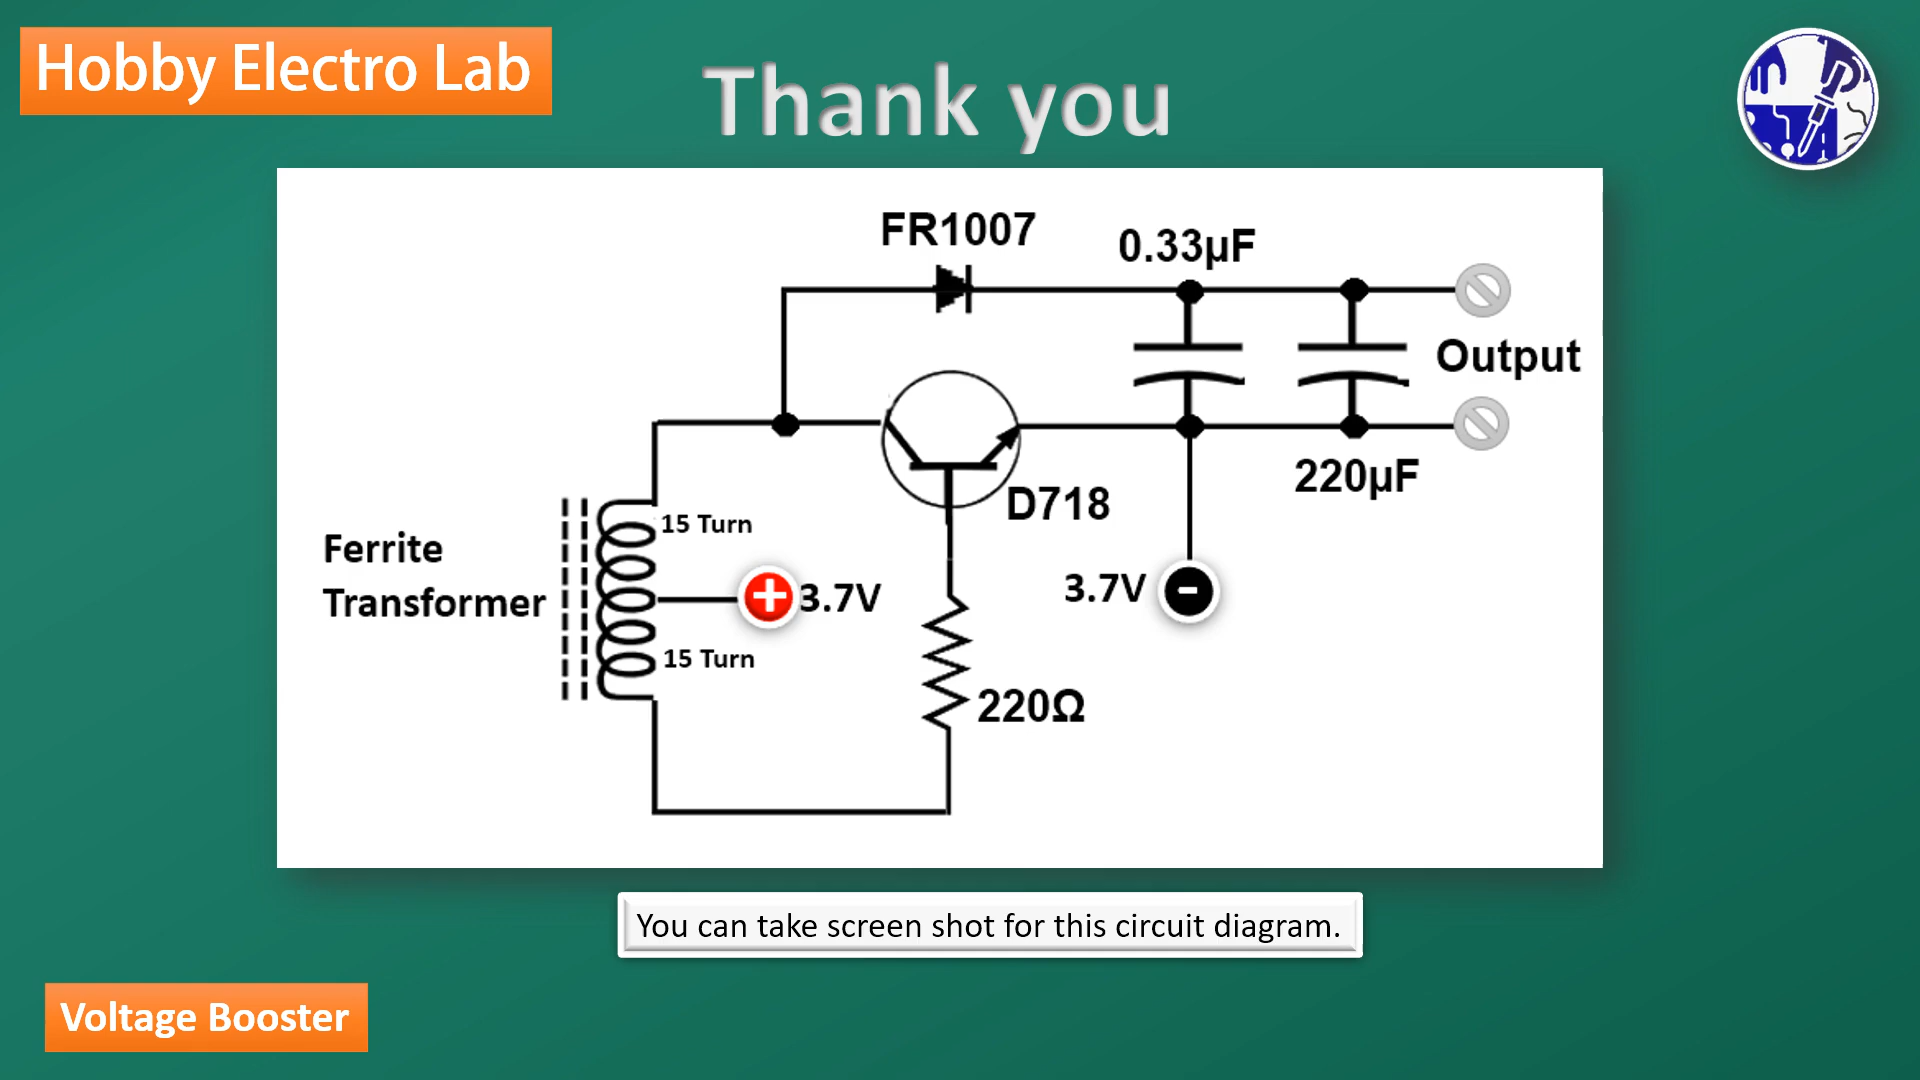 Hobby Electro Lab
Thank you
FR1007
0.33µF
Output
D718
220µF
15 Turn
Ferrite
Transformer
3.7V
3.7V
15 Turn
220Ω
You can take screen shot for this circuit diagram.
Voltage Booster